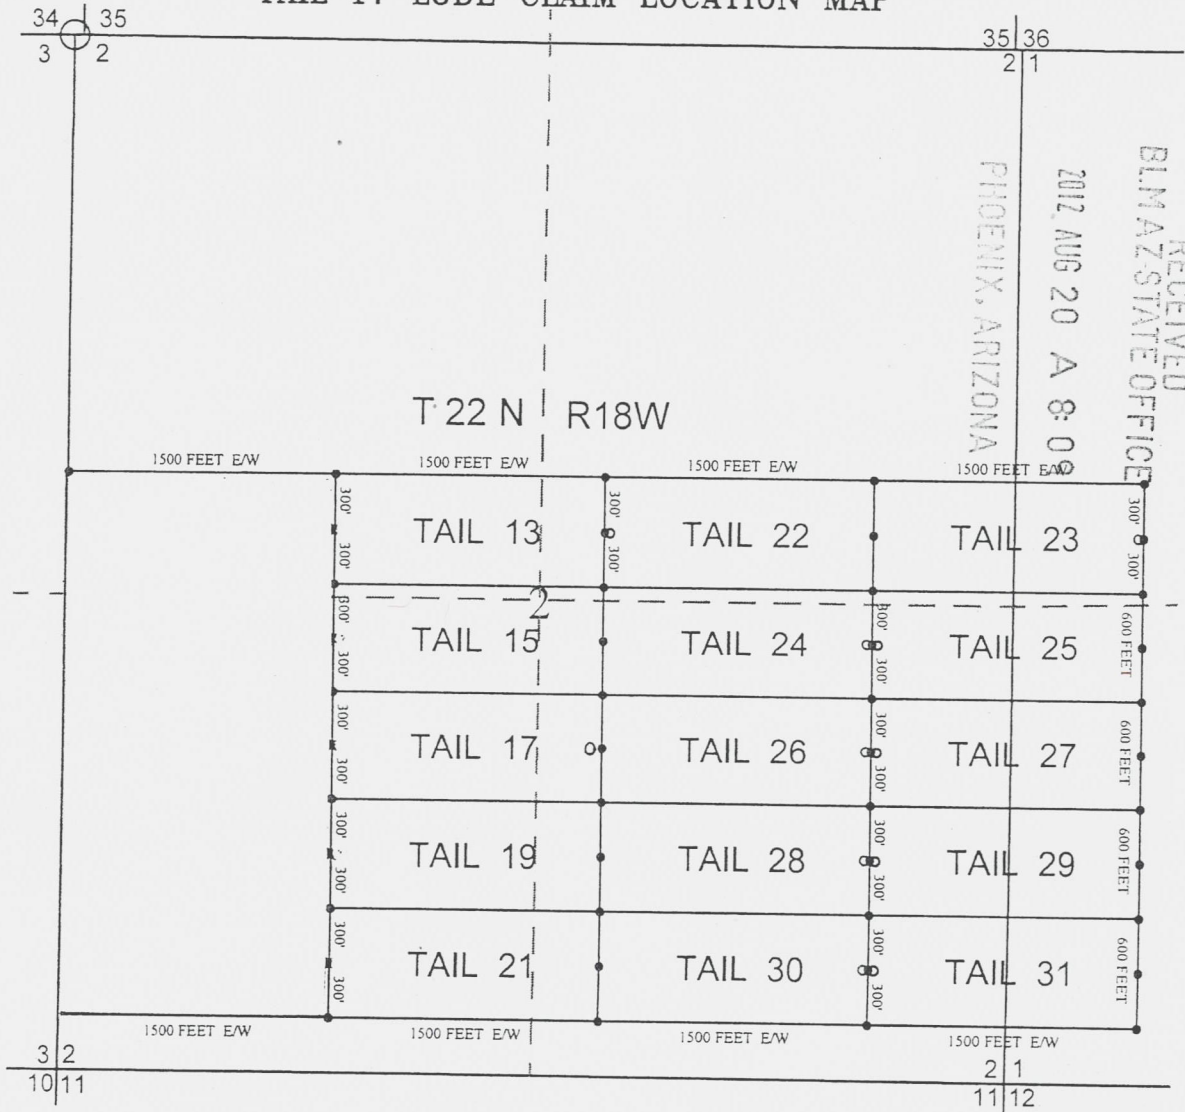 LODE CLAIM LOCATION MAP
34 35
3 2
35 36
2 1
RECEIVED
BLM AZ STATE OFFICE
2012 AUG 20 A 8:0
PHOENIX, ARIZONA
T 22 N R18W
1500 FEET E/W 1500 FEET E/W 1500 FEET E/W 1500 FEET E/W
300' 300' 300'
TAIL 13 TAIL 22 TAIL 23
300' 300' 300'
2
300' 300'
TAIL 15 TAIL 24 TAIL 25 600 FEET
300' 300'
300' 300'
TAIL 17 TAIL 26 TAIL 27 600 FEET
300' 300'
300' 300'
TAIL 19 TAIL 28 TAIL 29 600 FEET
300' 300'
300' 300'
TAIL 21 TAIL 30 TAIL 31 600 FEET
300' 300'
1500 FEET E/W 1500 FEET E/W 1500 FEET E/W 1500 FEET E/W
3 2
10 11
2 1
11 12